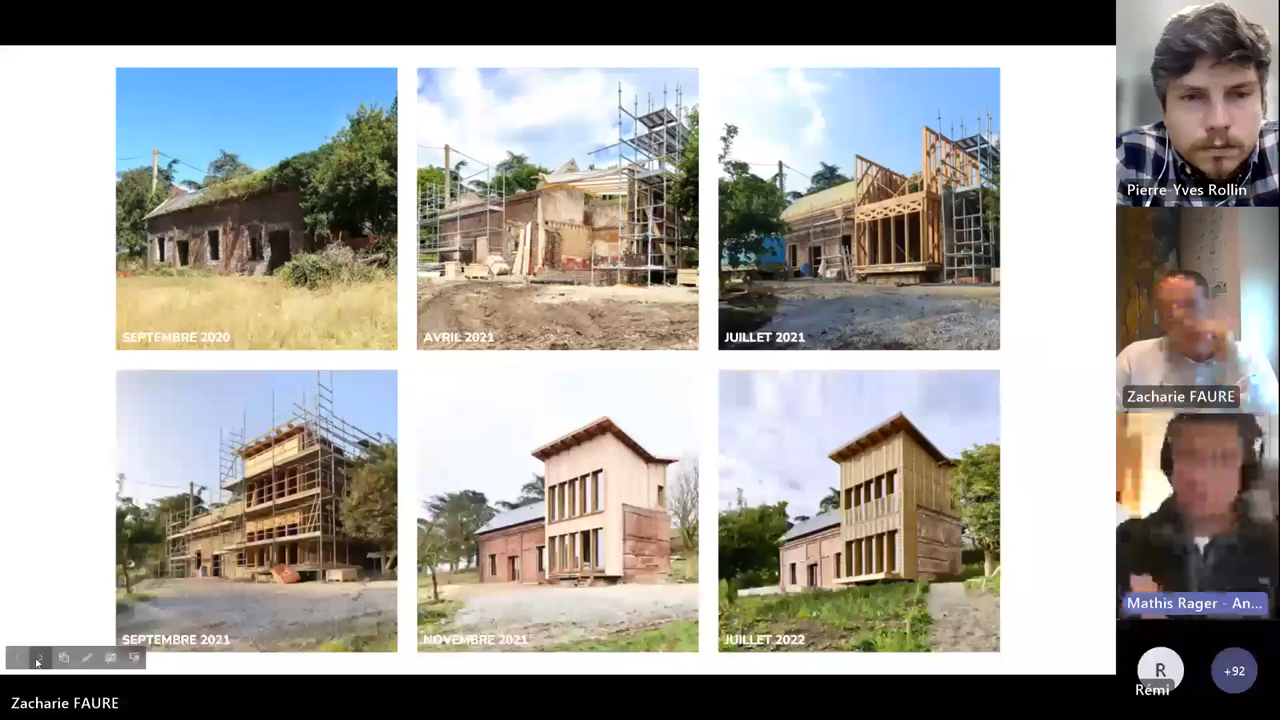 SEPTEMBRE 2020
AVRIL 2021
JUILLET 2021
SEPTEMBRE 2021
NOVEMBRE 2021
JUILLET 2022
Pierre-Yves Rollin
Zacharie FAURE
Mathis Rager - An...
R
Rémi
+92
Zacharie FAURE